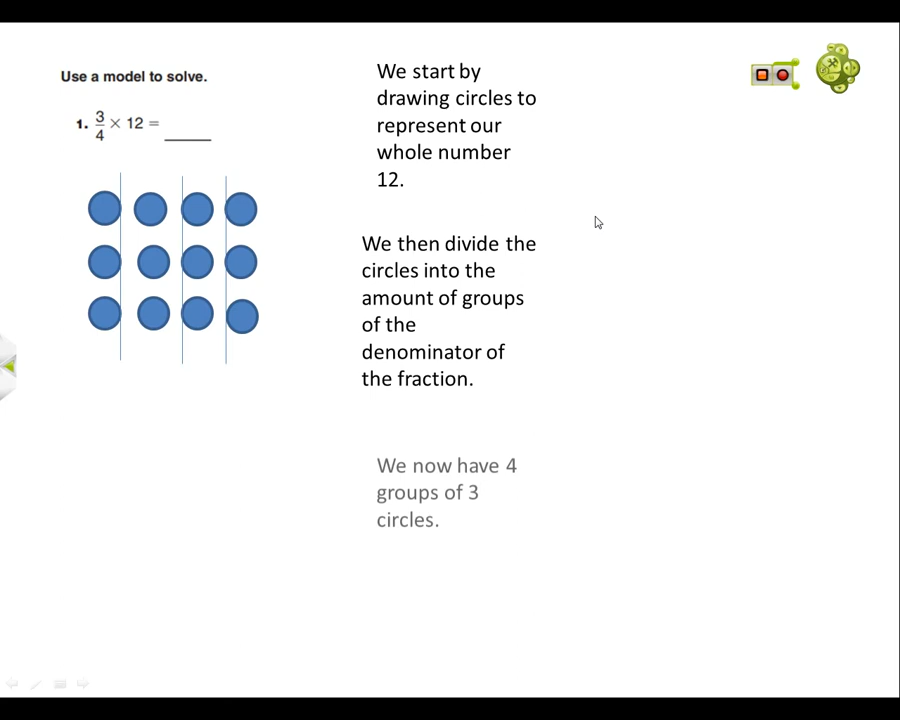 Use a model to solve.
1. 3/4 × 12 = _____
We start by
drawing circles to
represent our
whole number
12.
We then divide the
circles into the
amount of groups
of the
denominator of
the fraction.
We now have 4
groups of 3
circles.